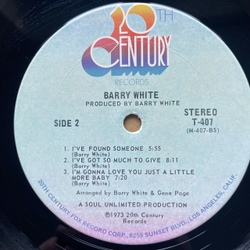 20TH
CENTURY
RECORDS
BARRY WHITE
PRODUCED BY BARRY WHITE
SIDE 2
STEREO
T-407
(H-407-BS)
1. I'VE FOUND SOMEONE 5:55
(Barry White)
2. I'VE GOT SO MUCH TO GIVE 8:11
(Barry White)
3. I'M GONNA LOVE YOU JUST A LITTLE
MORE BABY 7:20
(Barry White)
Arranged by Barry White & Gene Page
A SOUL UNLIMITED PRODUCTION
©1973 20th Century
Records
20TH CENTURY FOX RECORD CORP., 8255 SUNSET BLVD., LOS ANGELES, CALIF.